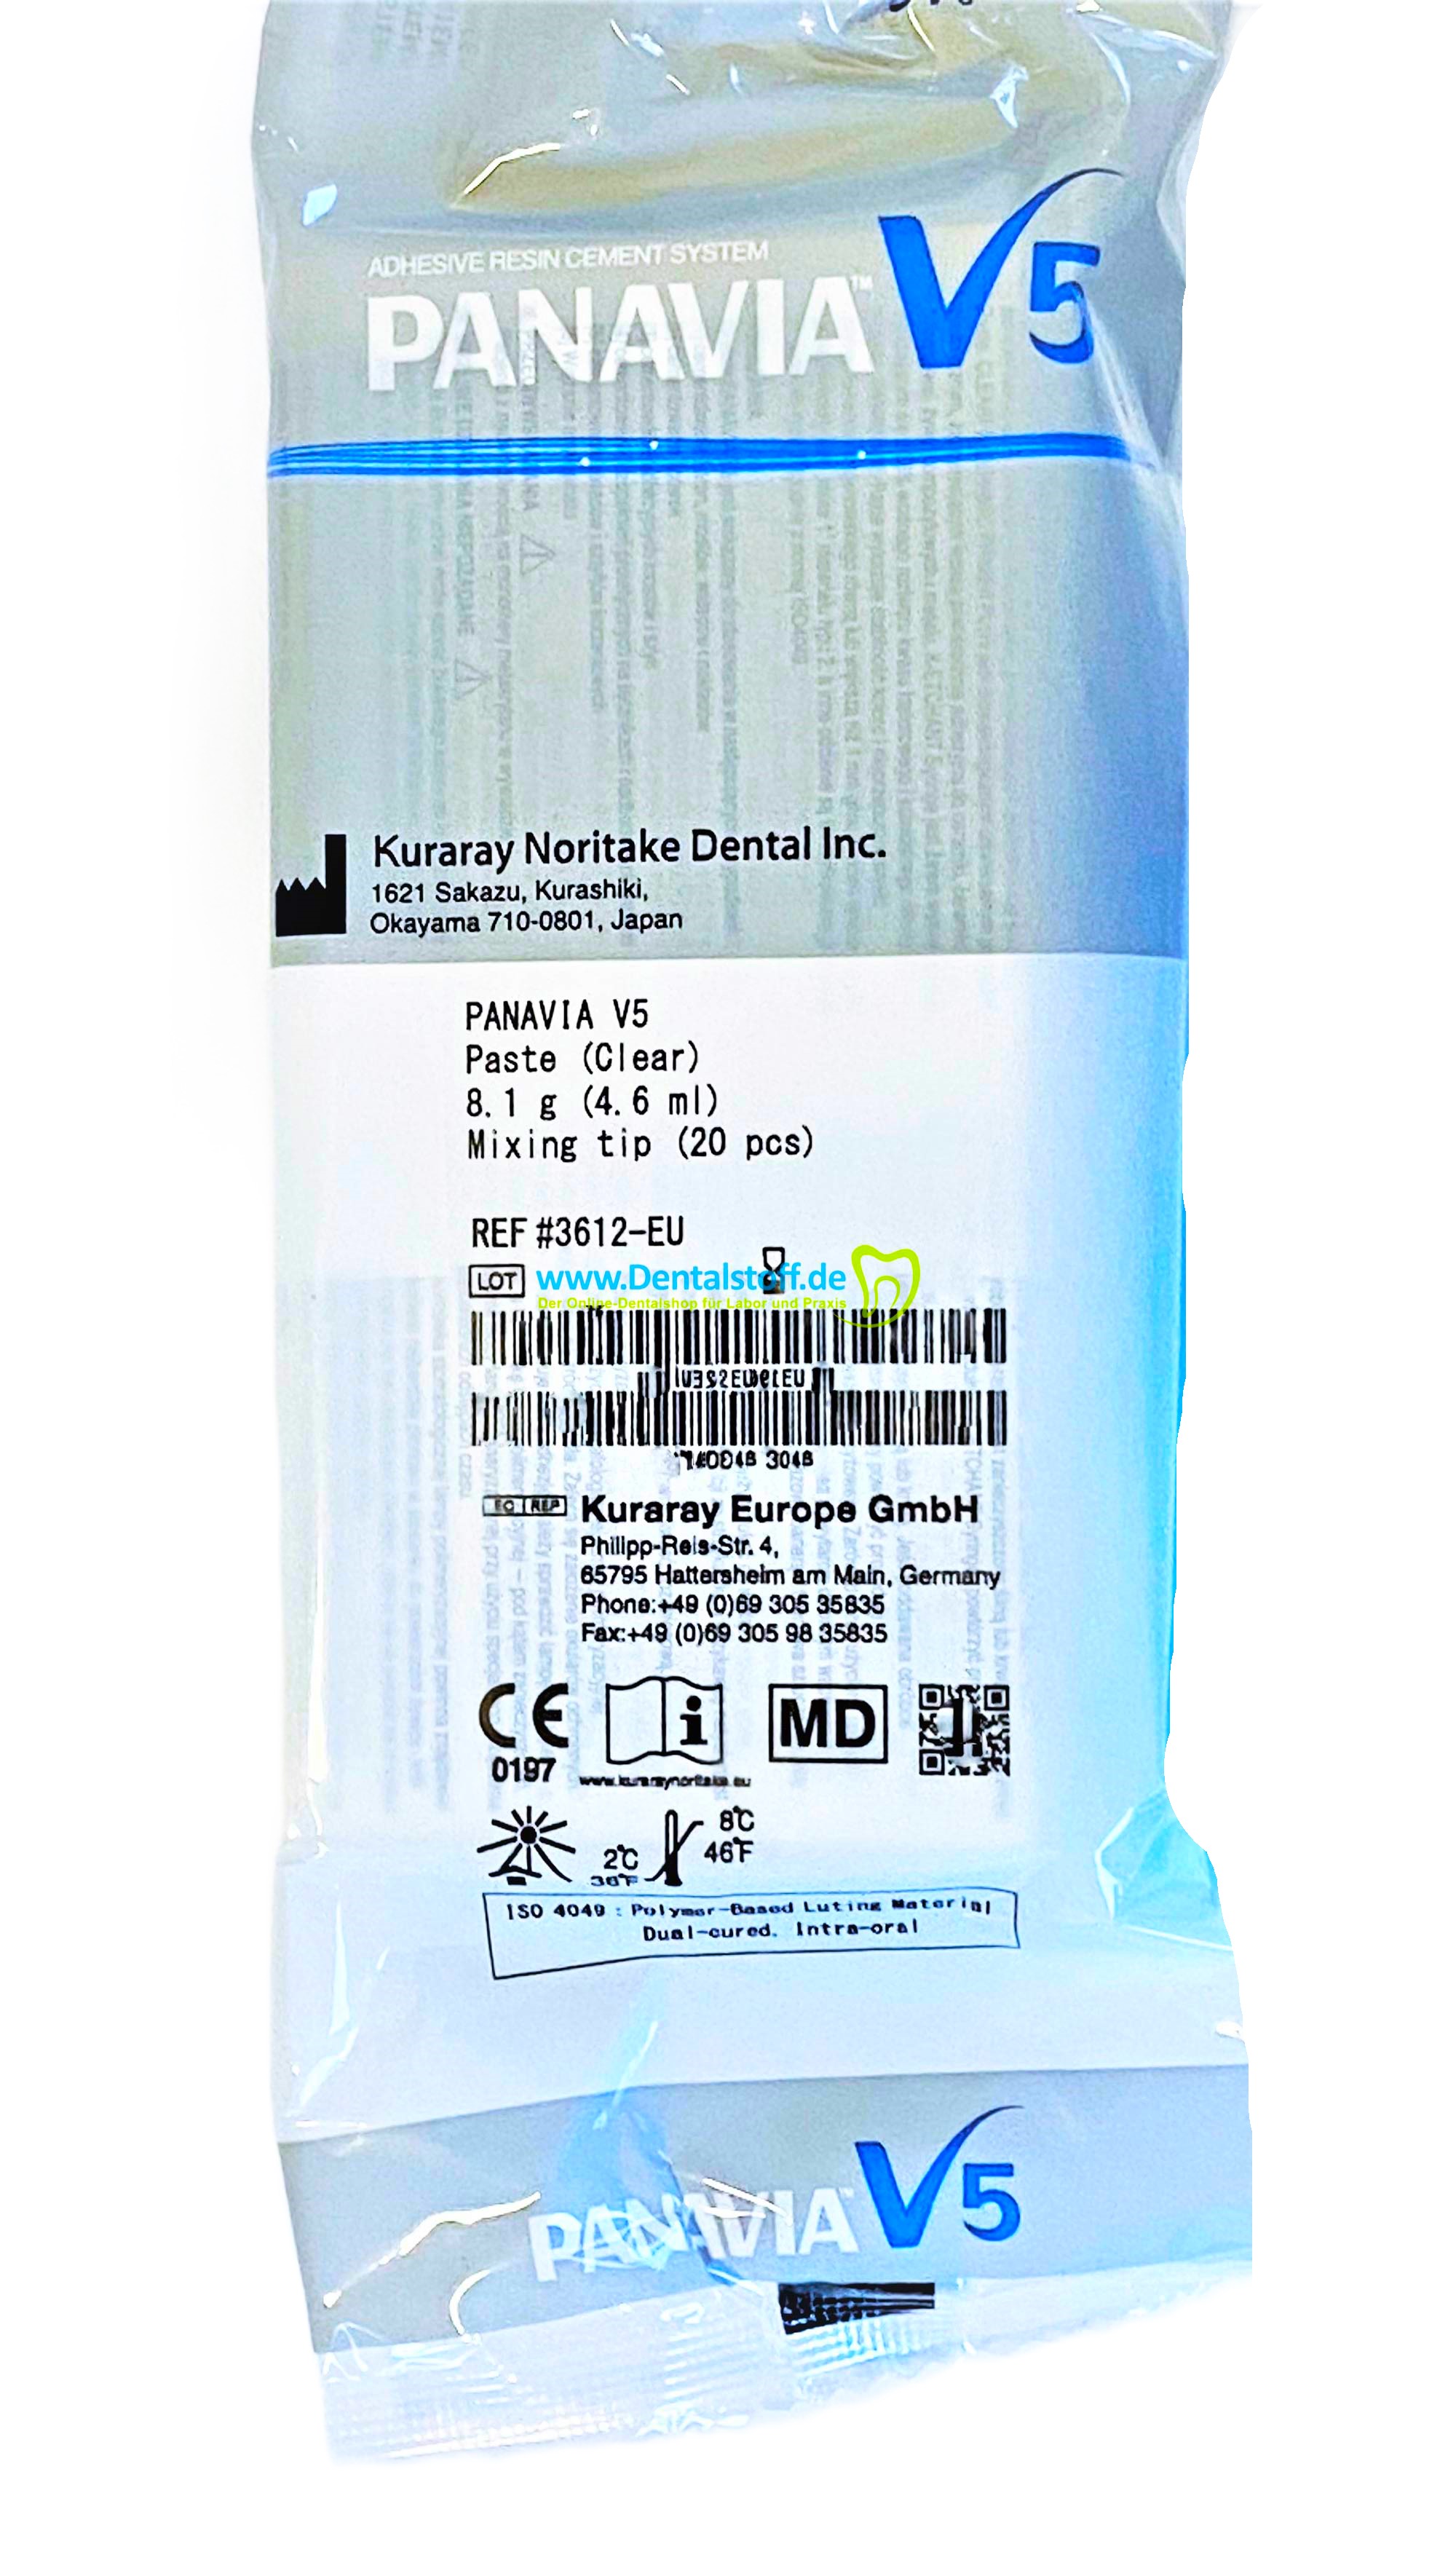 ADHESIVE RESIN CEMENT SYSTEM
PANAVIA™ V5
Kuraray Noritake Dental Inc.
1621 Sakazu, Kurashiki,
Okayama 710-0801, Japan
PANAVIA V5
Paste (Clear)
8.1 g (4.6 ml)
Mixing tip (20 pcs)
REF #3612-EU
LOT
www.Dentalstoff.de
Der Online-Dentalshop für Labor und Praxis
EC REP Kuraray Europe GmbH
Philipp-Reis-Str. 4,
65795 Hattersheim am Main, Germany
Phone:+49 (0)69 305 35835
Fax:+49 (0)69 305 98 35835
CE
0197
i
MD
www.kuraraynoritake.eu
8℃
46°F
2℃
36°F
ISO 4049 : Polymer-Based Luting Material
Dual-cured. Intra-oral
PANAVIA™ V5